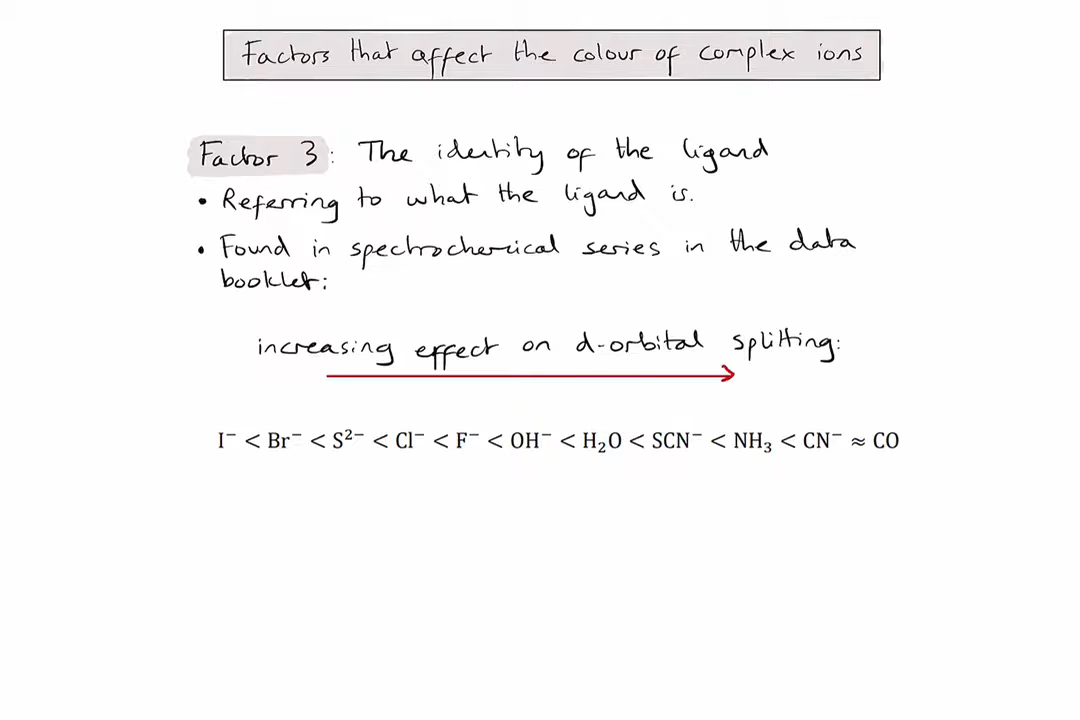 Factors that affect the colour of complex ions
Factor 3: The identity of the ligand
• Referring to what the ligand is.
• Found in spectrochemical series in the data
booklet:
increasing effect on d-orbital splitting:
I⁻ < Br⁻ < S²⁻ < Cl⁻ < F⁻ < OH⁻ < H₂O < SCN⁻ < NH₃ < CN⁻ ≈ CO